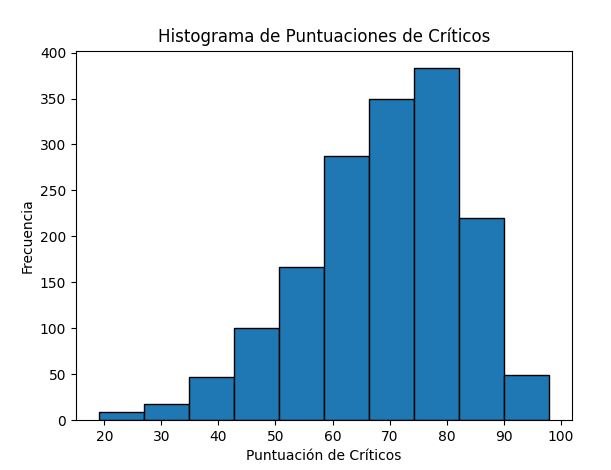 Histograma de Puntuaciones de Críticos
400
350
300
250
200
150
100
50
0
Frecuencia
20 30 40 50 60 70 80 90 100
Puntuación de Críticos